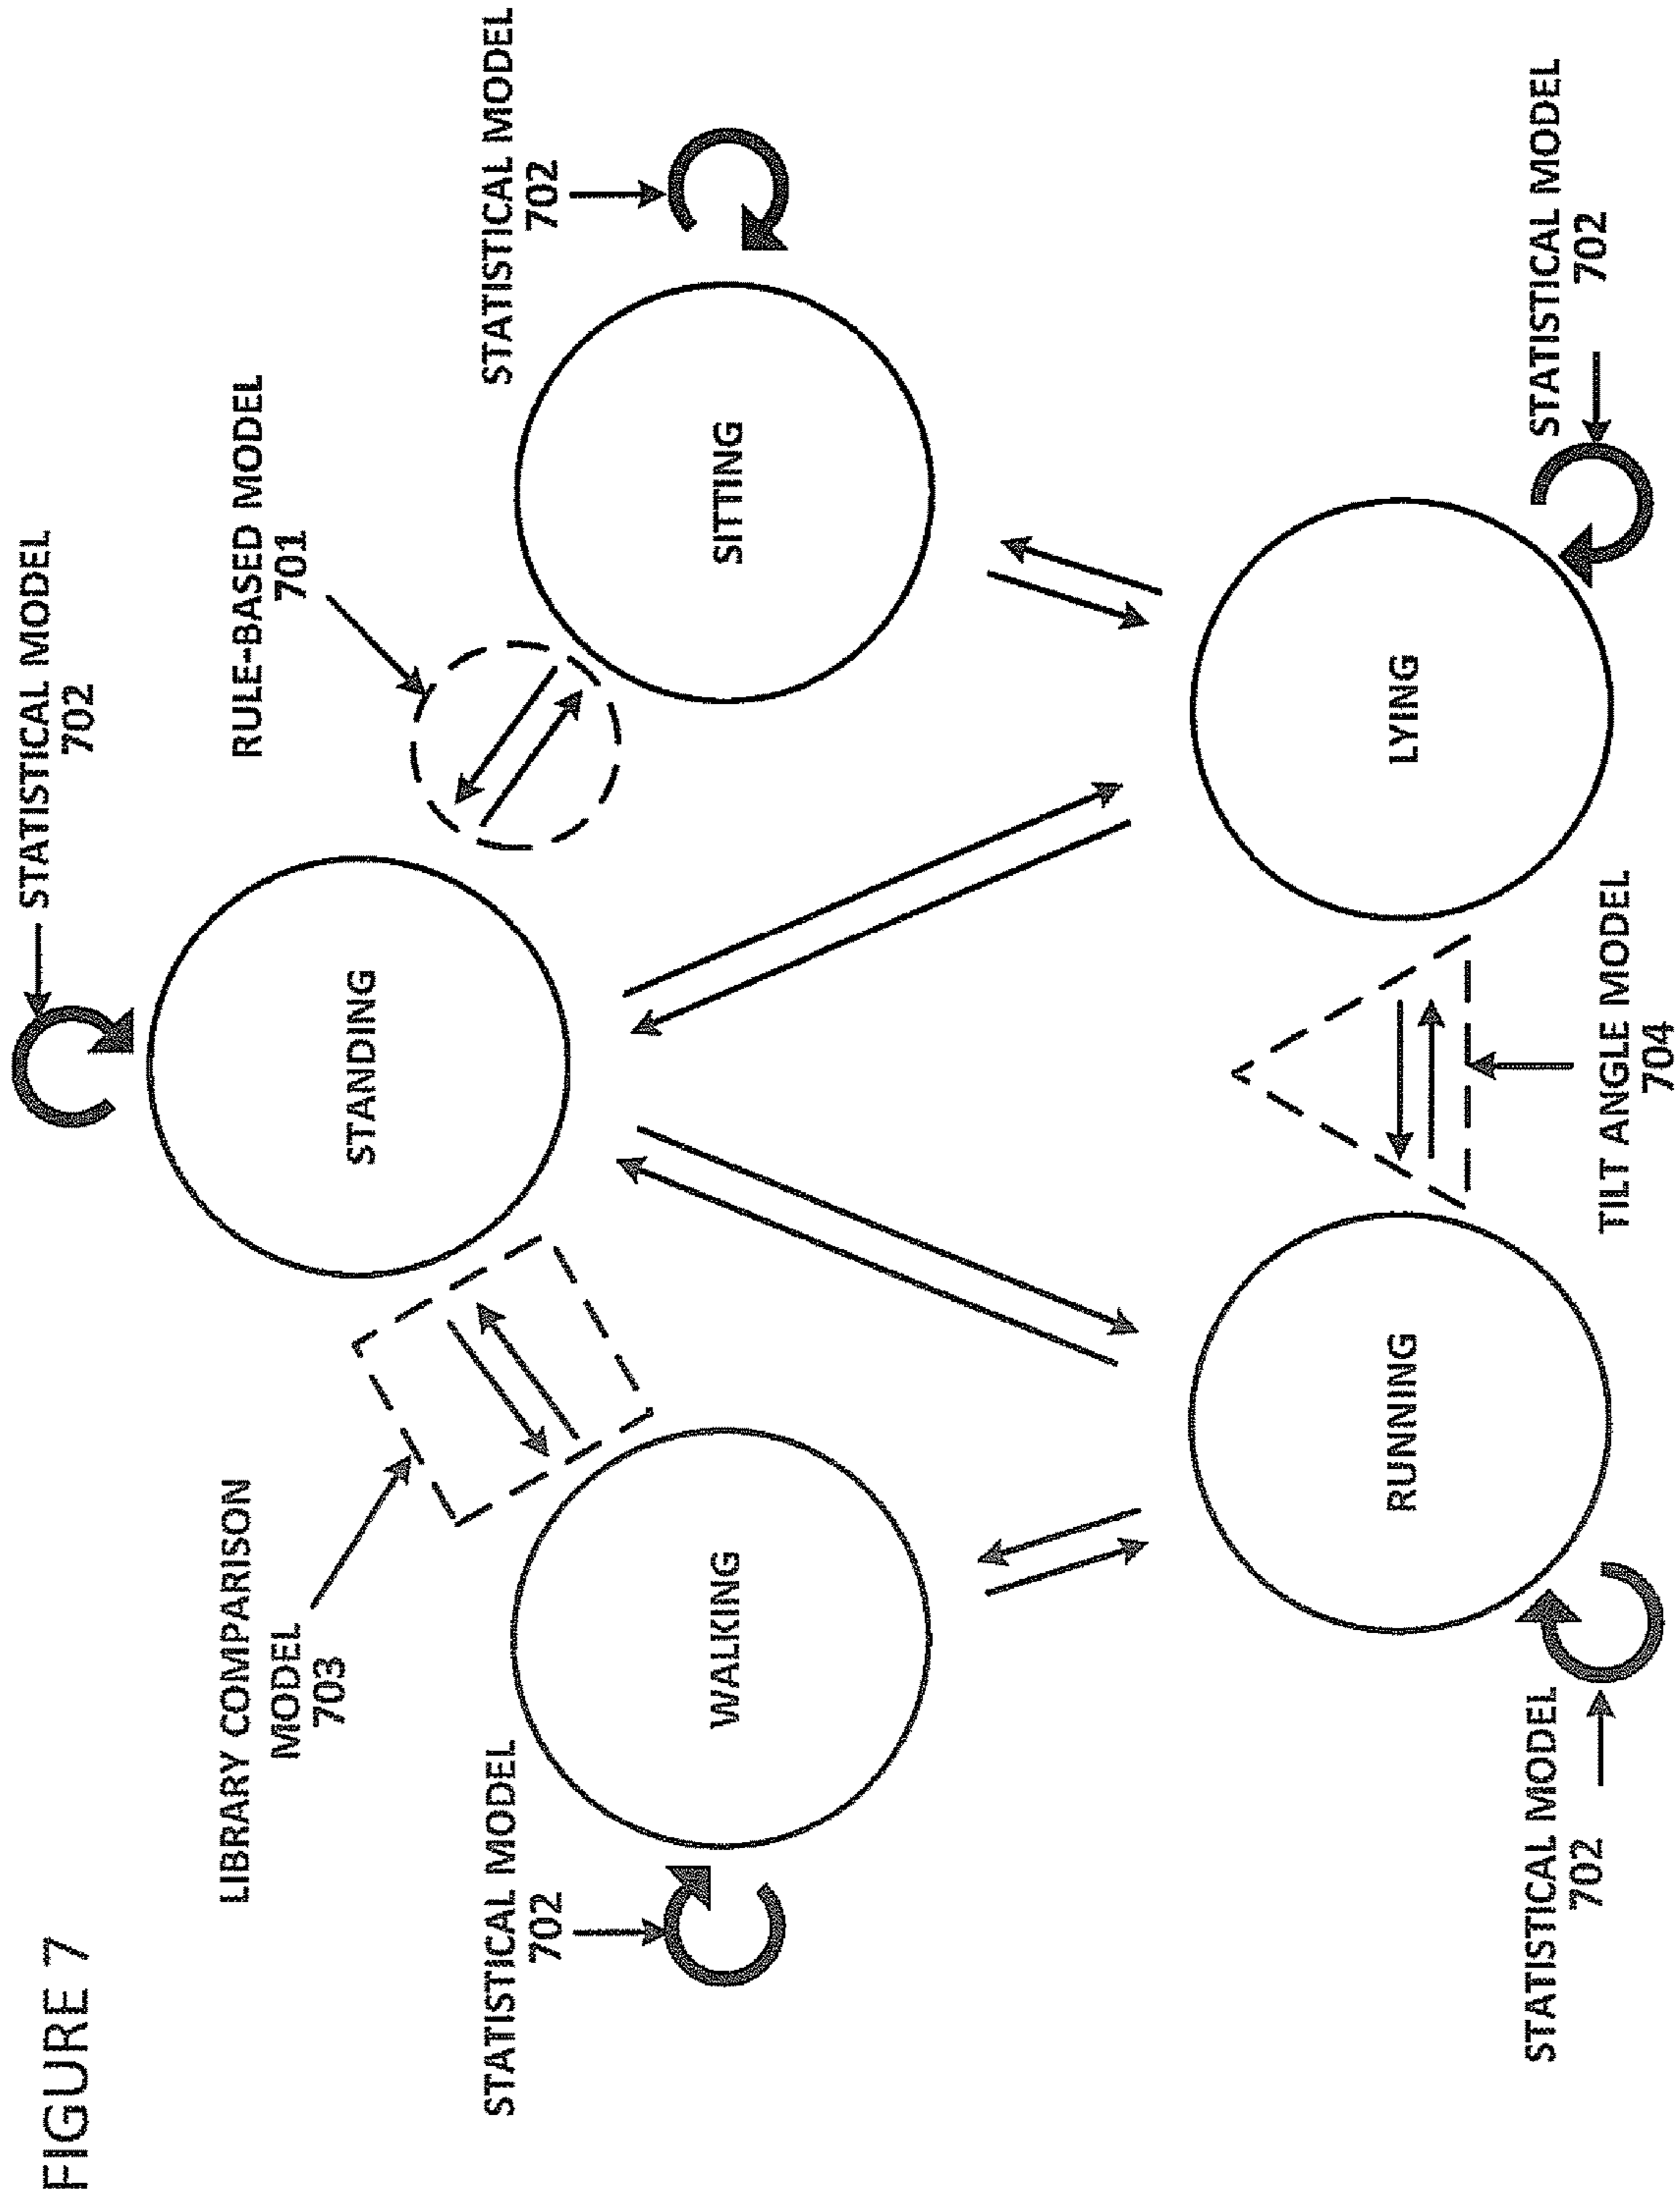 FIGURE 7
STATISTICAL MODEL
702
LIBRARY COMPARISON
MODEL
703
RULE-BASED MODEL
701
STANDING
STATISTICAL MODEL
702
STATISTICAL MODEL
702
WALKING
SITTING
RUNNING
LYING
STATISTICAL MODEL
702
TILT ANGLE MODEL
704
STATISTICAL MODEL
702